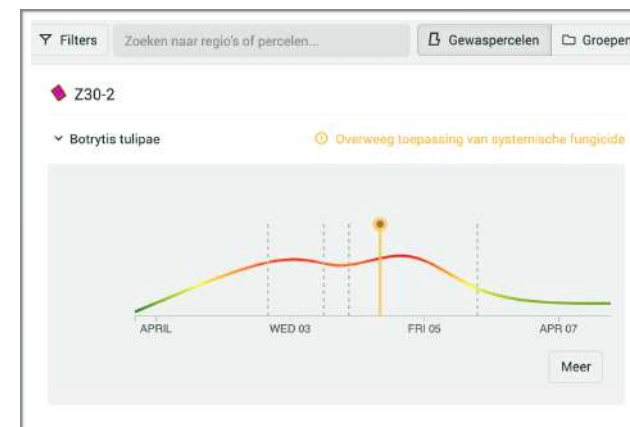 Filters Zoeken naar regio's of percelen... Gewaspercelen Groepen
Z30-2
Botrytis tulipae Overweeg toepassing van systemische fungicide
APRIL WED 03 FRI 05 APR 07
Meer